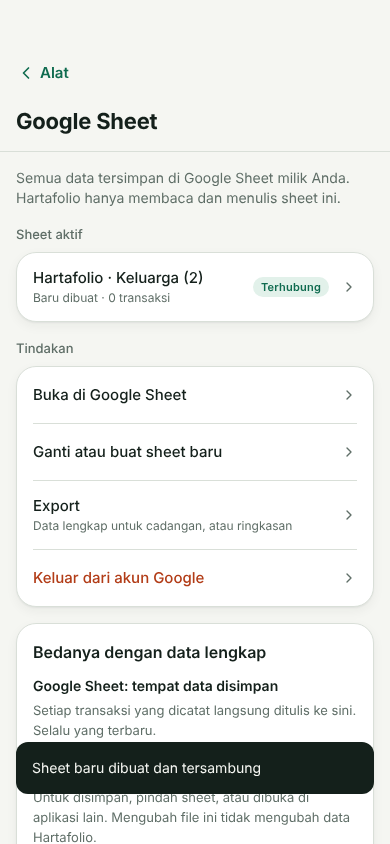 Alat
Google Sheet
Semua data tersimpan di Google Sheet milik Anda.
Hartafolio hanya membaca dan menulis sheet ini.
Sheet aktif
Hartafolio · Keluarga (2)
Baru dibuat · 0 transaksi
Terhubung
Tindakan
Buka di Google Sheet
Ganti atau buat sheet baru
Export
Data lengkap untuk cadangan, atau ringkasan
Keluar dari akun Google
Bedanya dengan data lengkap
Google Sheet: tempat data disimpan
Setiap transaksi yang dicatat langsung ditulis ke sini.
Selalu yang terbaru.
Sheet baru dibuat dan tersambung
Untuk disimpan, pindah sheet, atau dibuka di
aplikasi lain. Mengubah file ini tidak mengubah data
Hartafolio.